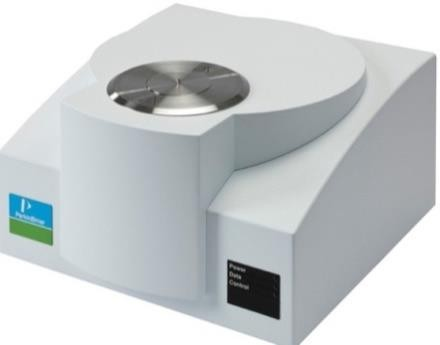 PerkinElmer
Power
Data
Control